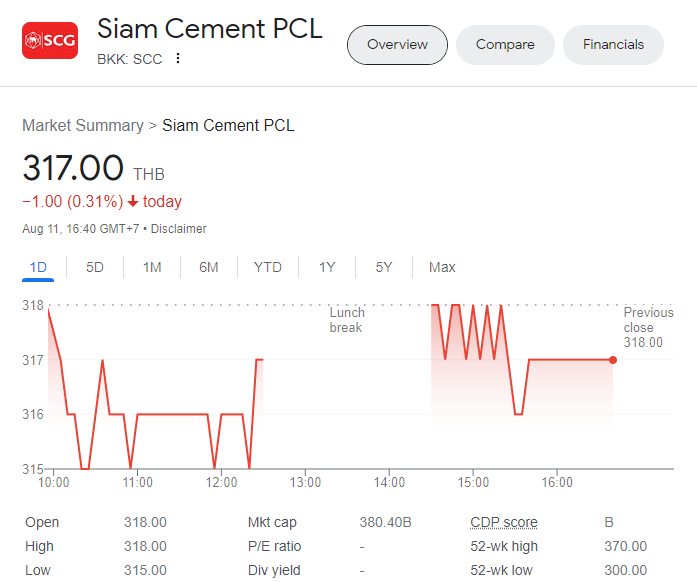 SCG
Siam Cement PCL
BKK: SCC
Overview
Compare
Financials
Market Summary > Siam Cement PCL
317.00 THB
−1.00 (0.31%) today
Aug 11, 16:40 GMT+7 • Disclaimer
1D 5D 1M 6M YTD 1Y 5Y Max
318
317
316
315
Lunch
break
Previous
close
318.00
10:00 11:00 12:00 13:00 14:00 15:00 16:00
Open 318.00 Mkt cap 380.40B CDP score B
High 318.00 P/E ratio - 52-wk high 370.00
Low 315.00 Div yield - 52-wk low 300.00